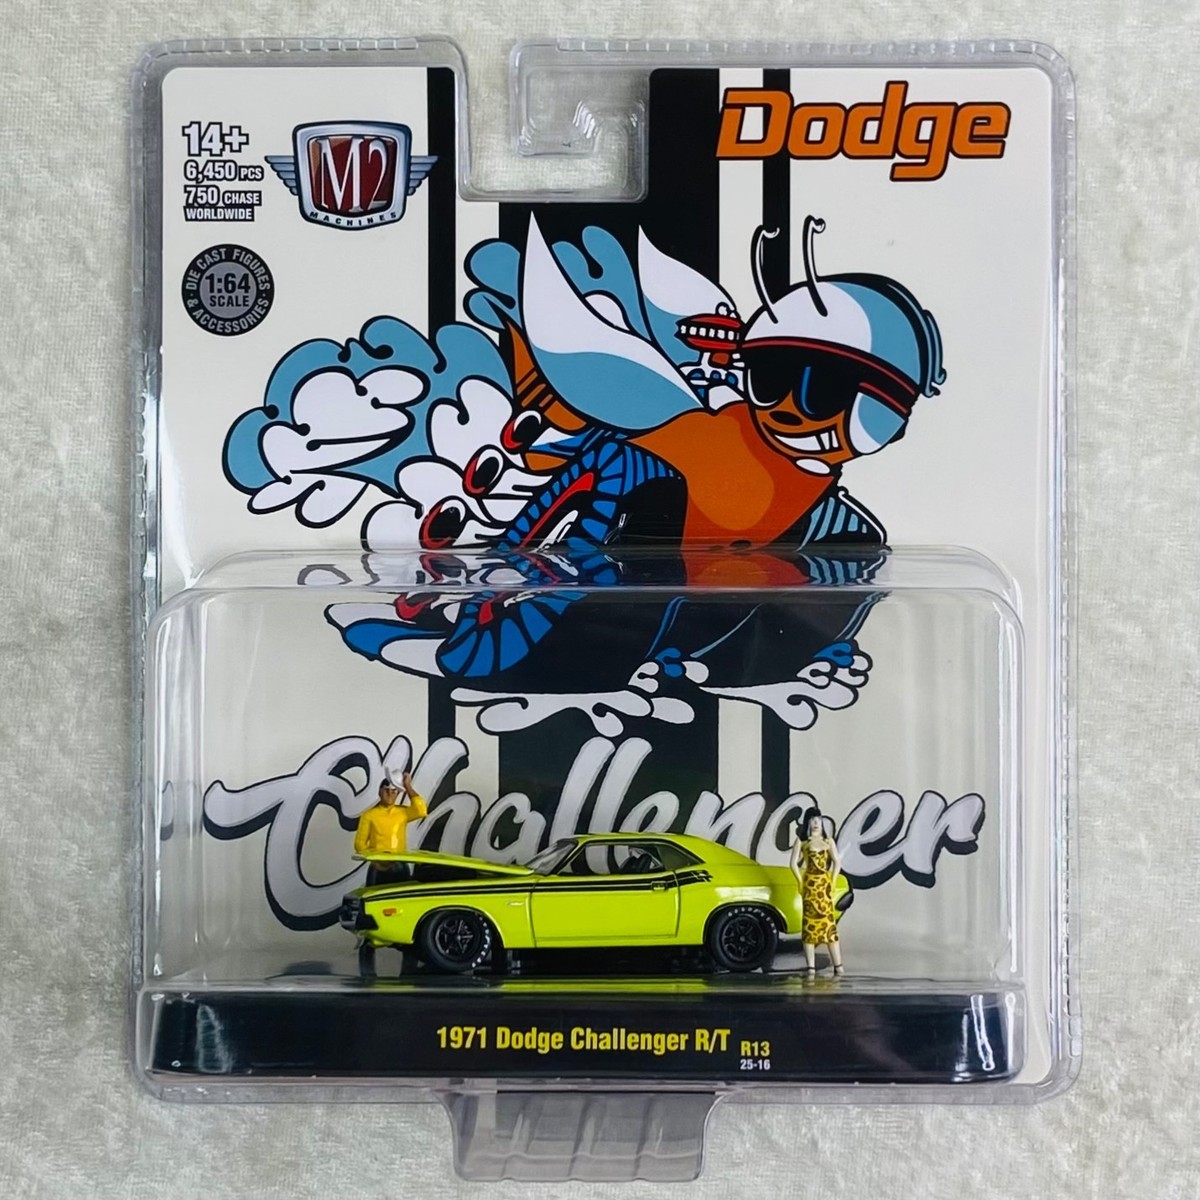 14+
6,450 PCS
750 CHASE
WORLDWIDE
M2
MACHINES
Dodge
DIE CAST FIGURES
1:64
SCALE
& ACCESSORIES
Challenger
1971 Dodge Challenger R/T R13
25-16